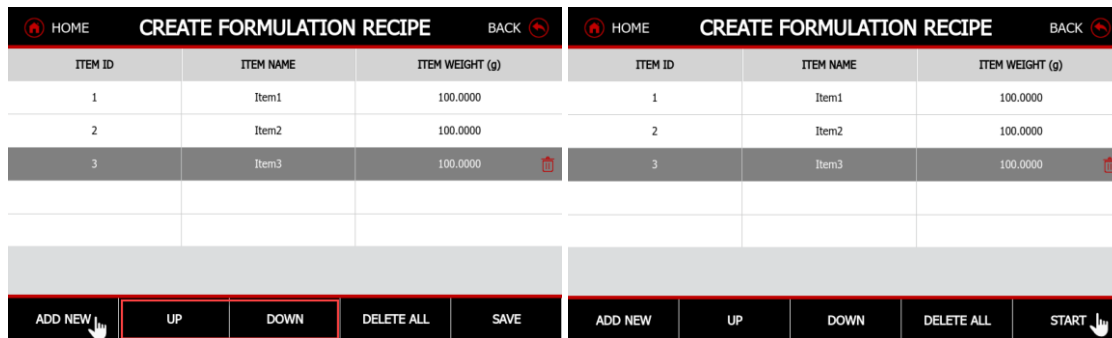 HOME CREATE FORMULATION RECIPE BACK
ITEM ID ITEM NAME ITEM WEIGHT (g)
1 Item1 100.0000
2 Item2 100.0000
3 Item3 100.0000
ADD NEW UP DOWN DELETE ALL SAVE
HOME CREATE FORMULATION RECIPE BACK
ITEM ID ITEM NAME ITEM WEIGHT (g)
1 Item1 100.0000
2 Item2 100.0000
3 Item3 100.0000
ADD NEW UP DOWN DELETE ALL START